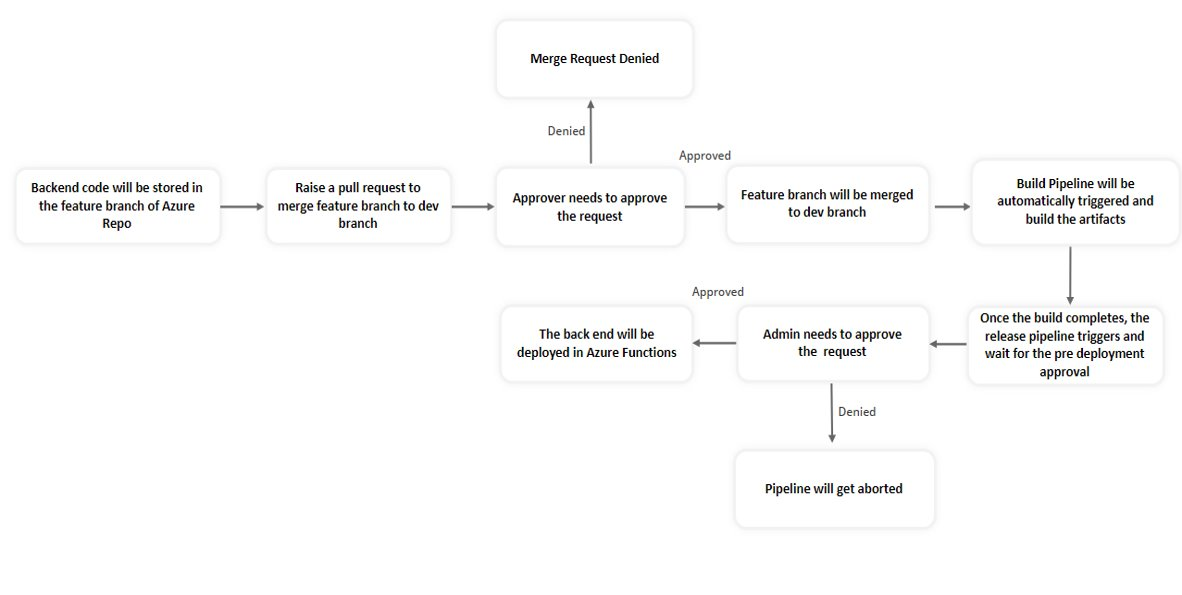 Merge Request Denied
Denied
Approved
Backend code will be stored in
the feature branch of Azure
Repo
Raise a pull request to
merge feature branch to dev
branch
Approver needs to approve
the request
Feature branch will be merged
to dev branch
Build Pipeline will be
automatically triggered and
build the artifacts
Approved
The back end will be
deployed in Azure Functions
Admin needs to approve
the request
Once the build completes, the
release pipeline triggers and
wait for the pre deployment
approval
Denied
Pipeline will get aborted